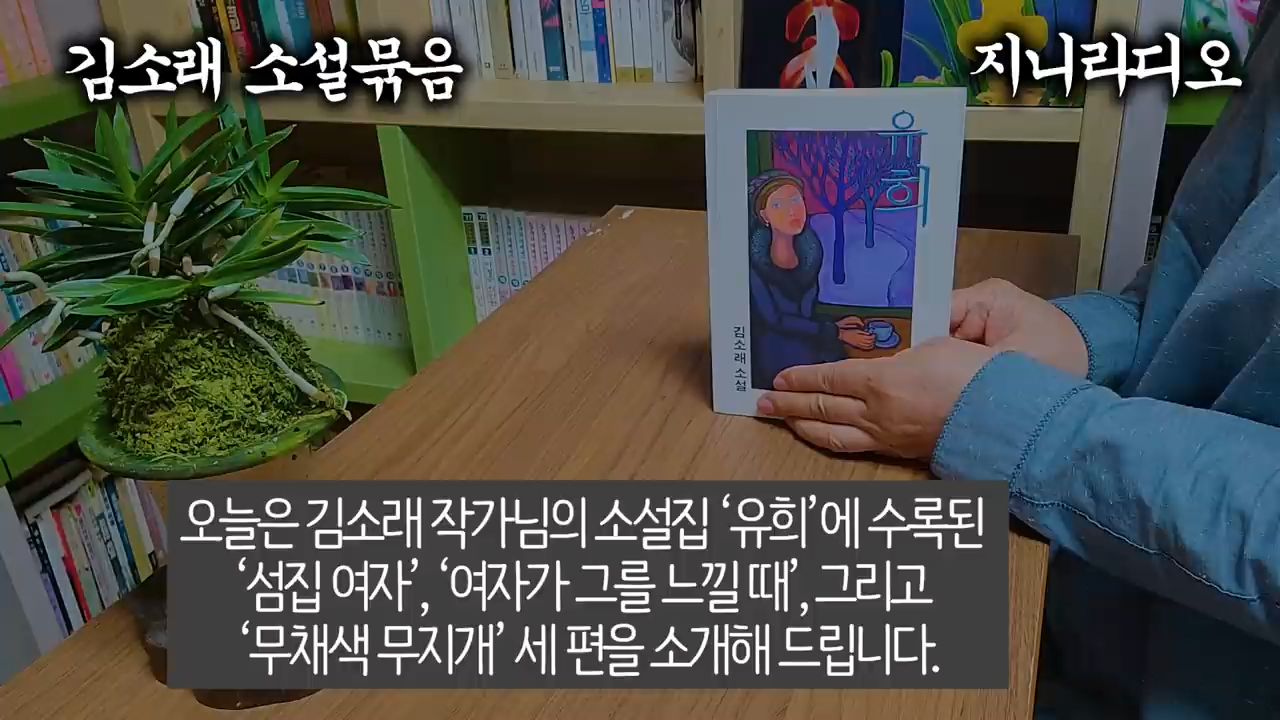 김소래 소설묶음
지니라디오
유희
김소래 소설
오늘은 김소래 작가님의 소설집 ‘유희’에 수록된
‘섬집 여자’, ‘여자가 그를 느낄 때’, 그리고
‘무채색 무지개’ 세 편을 소개해 드립니다.